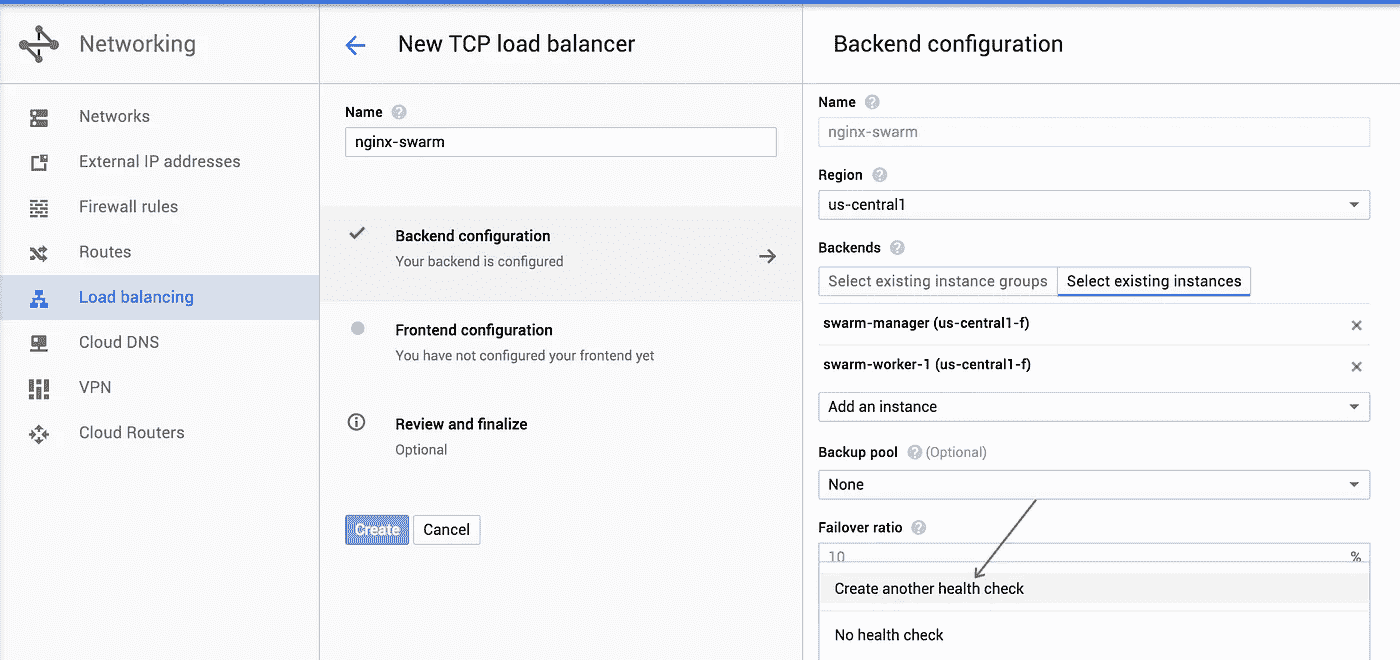 Networking
Networks
External IP addresses
Firewall rules
Routes
Load balancing
Cloud DNS
VPN
Cloud Routers
New TCP load balancer
Name ?
nginx-swarm
Backend configuration
Your backend is configured
Frontend configuration
You have not configured your frontend yet
Review and finalize
Optional
Create Cancel
Backend configuration
Name ?
nginx-swarm
Region ?
us-central1
Backends ?
Select existing instance groups Select existing instances
swarm-manager (us-central1-f)
swarm-worker-1 (us-central1-f)
Add an instance
Backup pool ? (Optional)
None
Failover ratio ?
10 %
Create another health check
No health check